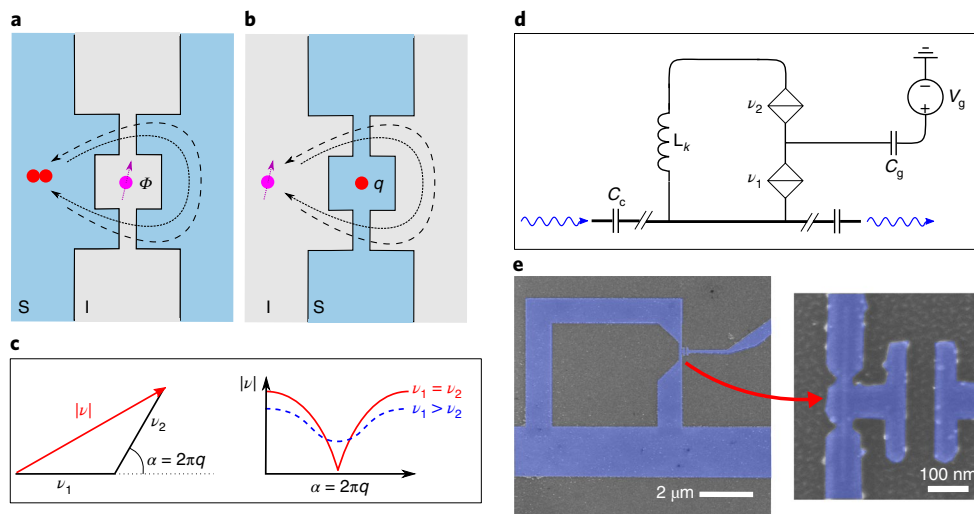 a
Φ
S
I
b
q
I
S
c
|ν|
ν2
α = 2πq
ν1
|ν|
ν1 = ν2
ν1 > ν2
α = 2πq
d
ν2
Vg
Lk
Cg
ν1
Cc
e
2 μm
100 nm